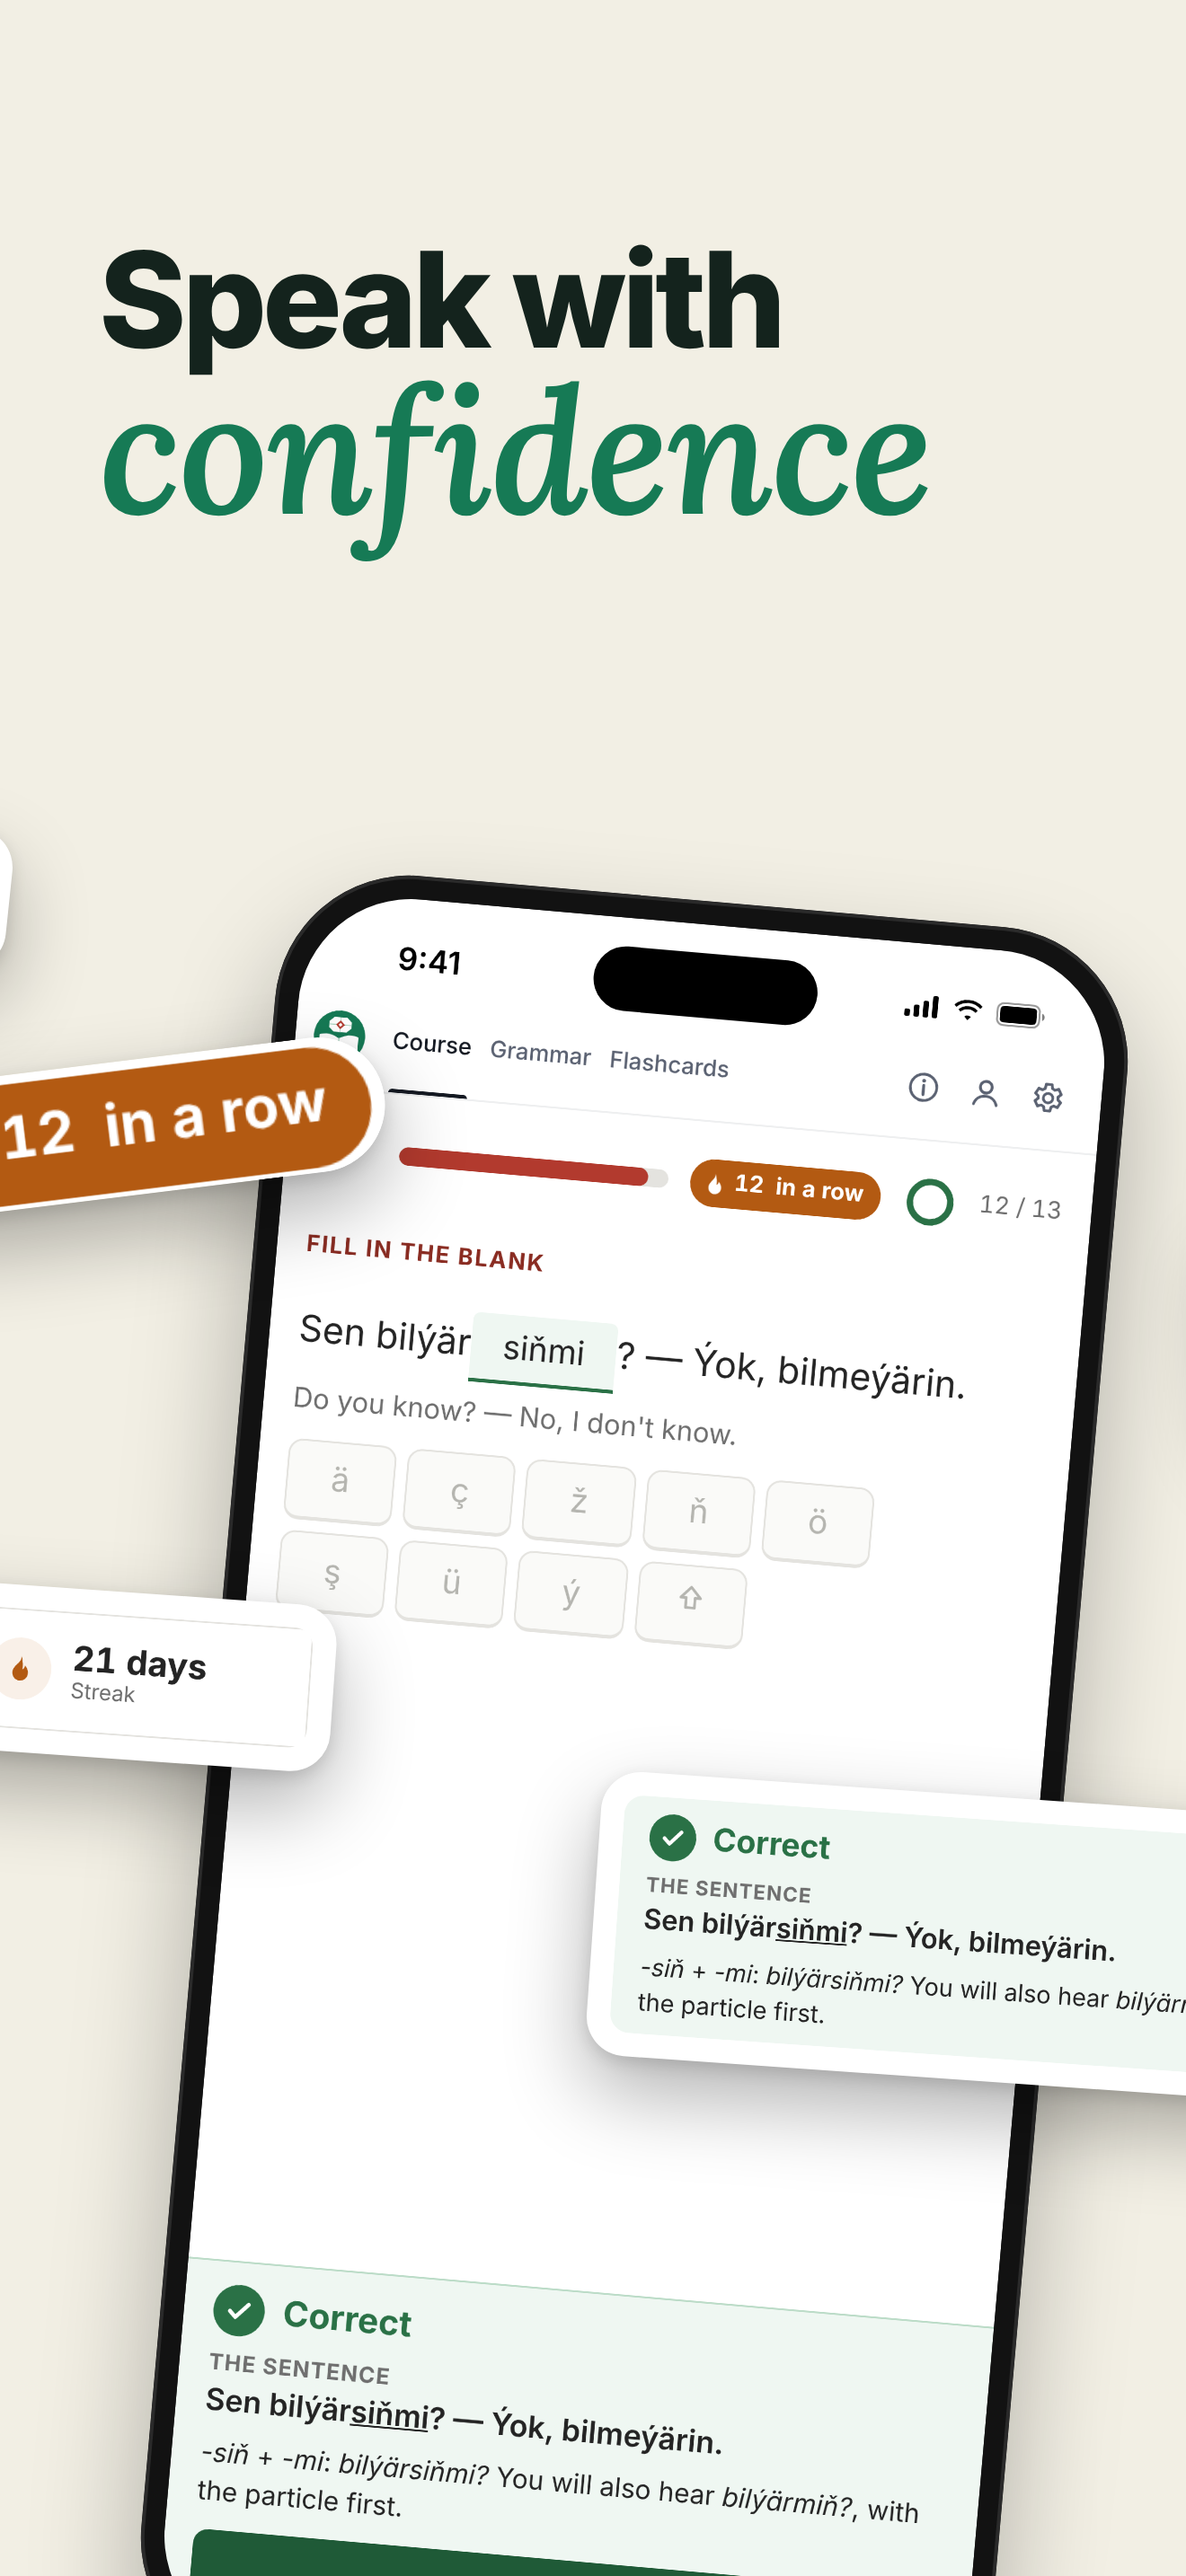 Speak with
confidence
9:41
Course Grammar Flashcards
12 in a row
12 in a row
12 / 13
FILL IN THE BLANK
Sen bilýär siňmi ? — Ýok, bilmeýärin.
Do you know? — No, I don't know.
ä ç ž ň ö
ş ü ý
21 days
Streak
Correct
THE SENTENCE
Sen bilýärsiňmi? — Ýok, bilmeýärin.
-siň + -mi: bilýärsiňmi? You will also hear
the particle first.
Correct
THE SENTENCE
Sen bilýärsiňmi? — Ýok, bilmeýärin.
-siň + -mi: bilýärsiňmi? You will also hear bilýärmiň?, with
the particle first.